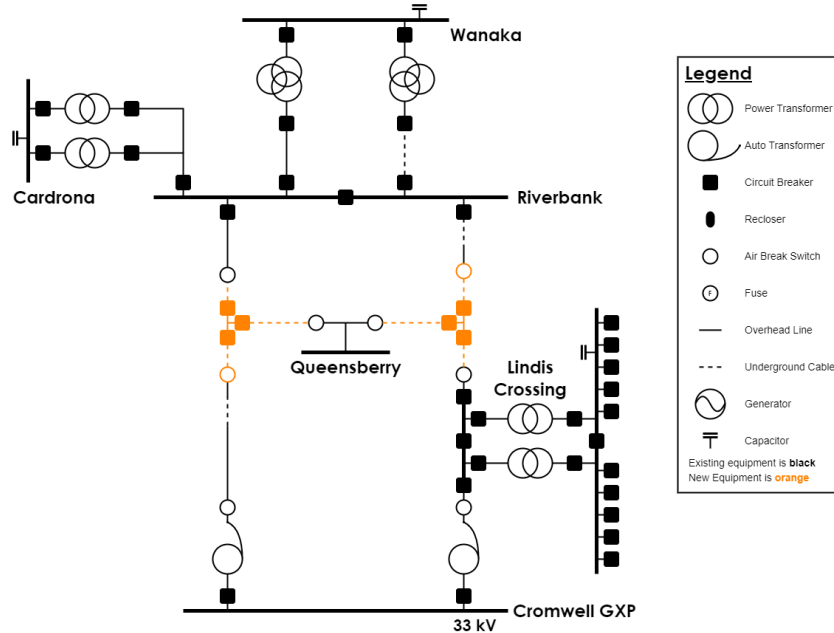 Wanaka
Cardrona
Riverbank
Queensberry
Lindis
Crossing
Cromwell GXP
33 kV
Legend
Power Transformer
Auto Transformer
Circuit Breaker
Recloser
Air Break Switch
F
Fuse
Overhead Line
Underground Cable
Generator
Capacitor
Existing equipment is black
New Equipment is orange